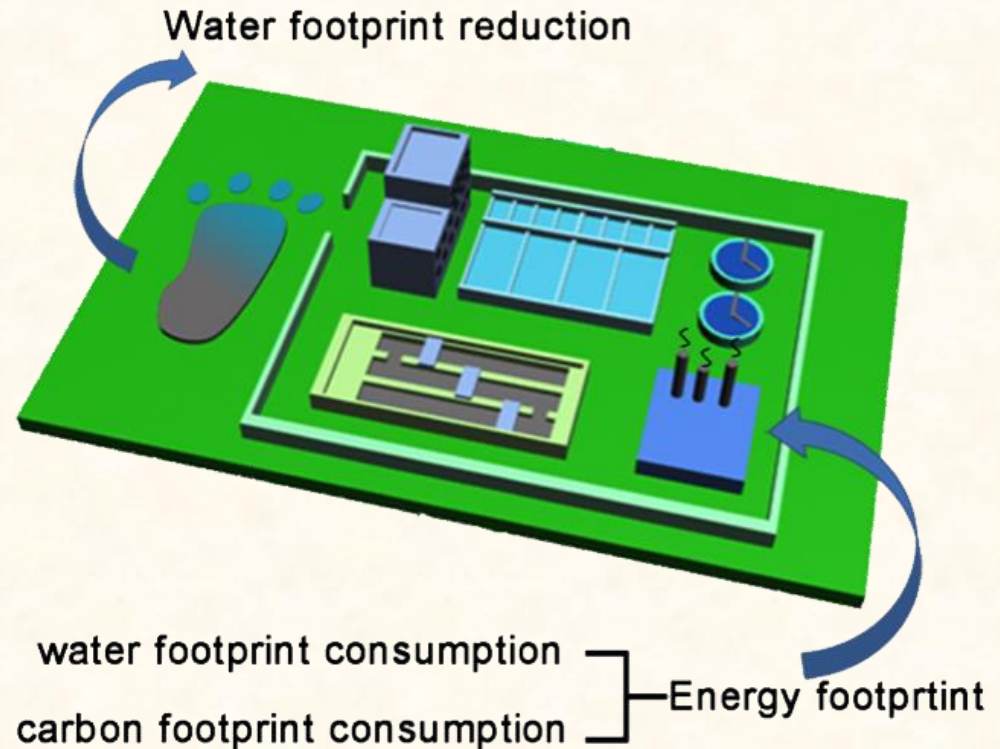 Water footprint reduction
water footprint consumption
carbon footprint consumption
Energy footprtint